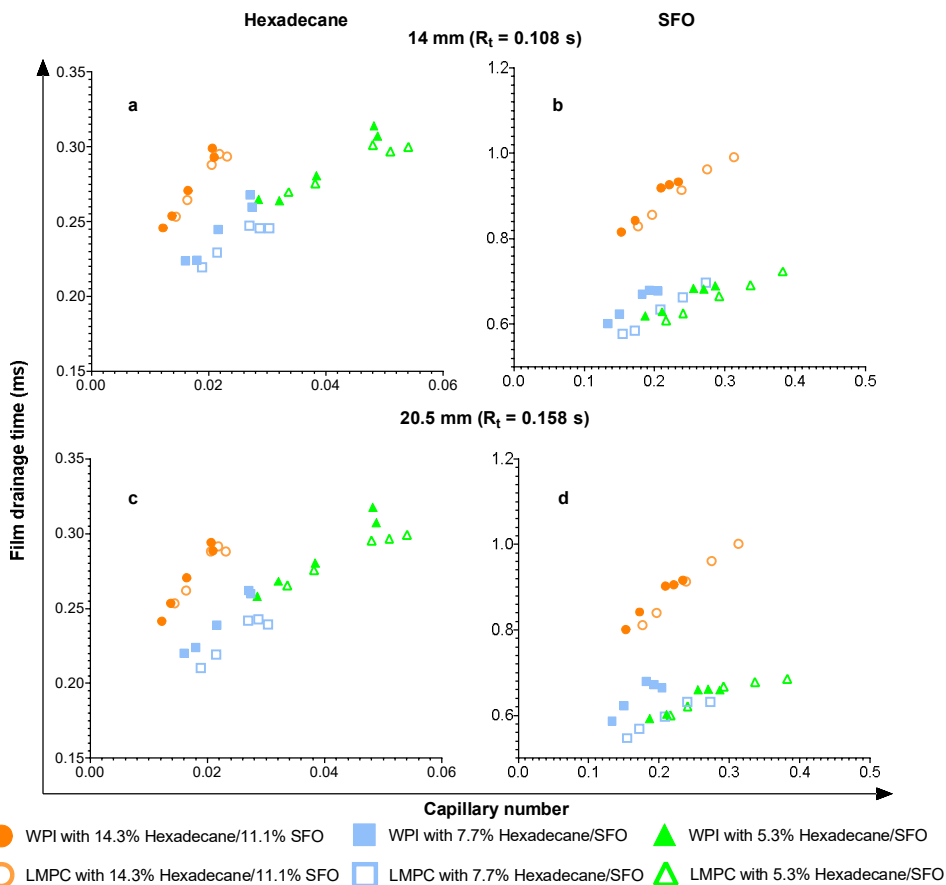 Hexadecane SFO
14 mm (Rt = 0.108 s)
a b
0.35 0.30 0.25 0.20 0.15
0.00 0.02 0.04 0.06
1.2 1.0 0.8 0.6
0.0 0.1 0.2 0.3 0.4 0.5
20.5 mm (Rt = 0.158 s)
c d
0.35 0.30 0.25 0.20 0.15
0.00 0.02 0.04 0.06
1.2 1.0 0.8 0.6
0.0 0.1 0.2 0.3 0.4 0.5
Film drainage time (ms)
Capillary number
WPI with 14.3% Hexadecane/11.1% SFO WPI with 7.7% Hexadecane/SFO WPI with 5.3% Hexadecane/SFO
LMPC with 14.3% Hexadecane/11.1% SFO LMPC with 7.7% Hexadecane/SFO LMPC with 5.3% Hexadecane/SFO